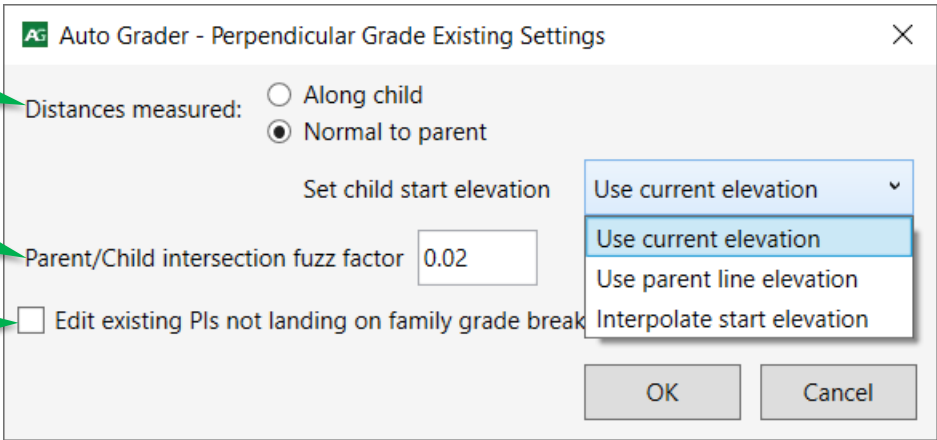 AG Auto Grader - Perpendicular Grade Existing Settings
Distances measured:
Along child
Normal to parent
Set child start elevation
Use current elevation
Use current elevation
Use parent line elevation
Interpolate start elevation
Parent/Child intersection fuzz factor 0.02
Edit existing PIs not landing on family grade break
OK Cancel